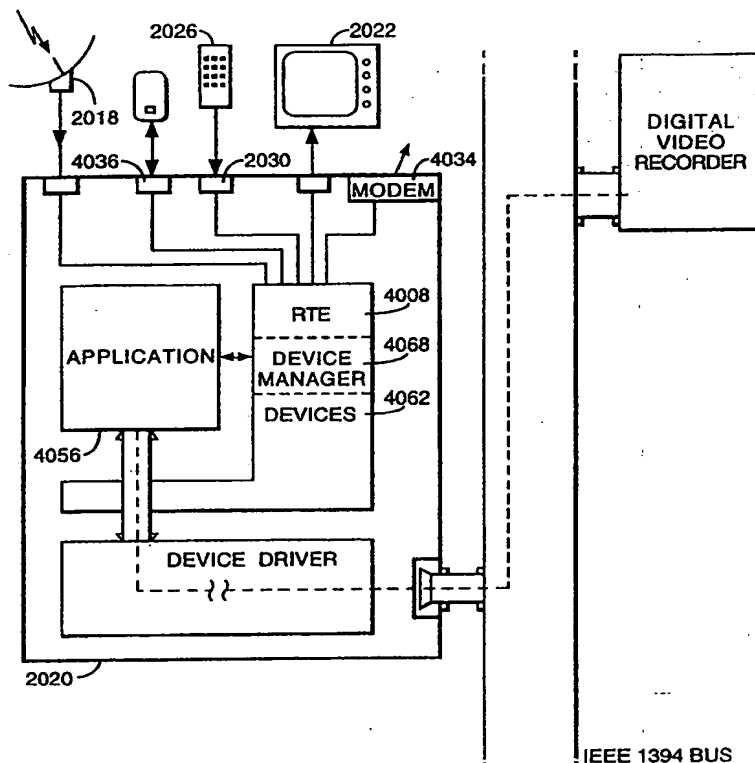 2026
2022
2018
4036
2030
4034
MODEM
DIGITAL
VIDEO
RECORDER
RTE
4008
APPLICATION
4068
DEVICE
MANAGER
4062
DEVICES
4056
DEVICE DRIVER
2020
IEEE 1394 BUS